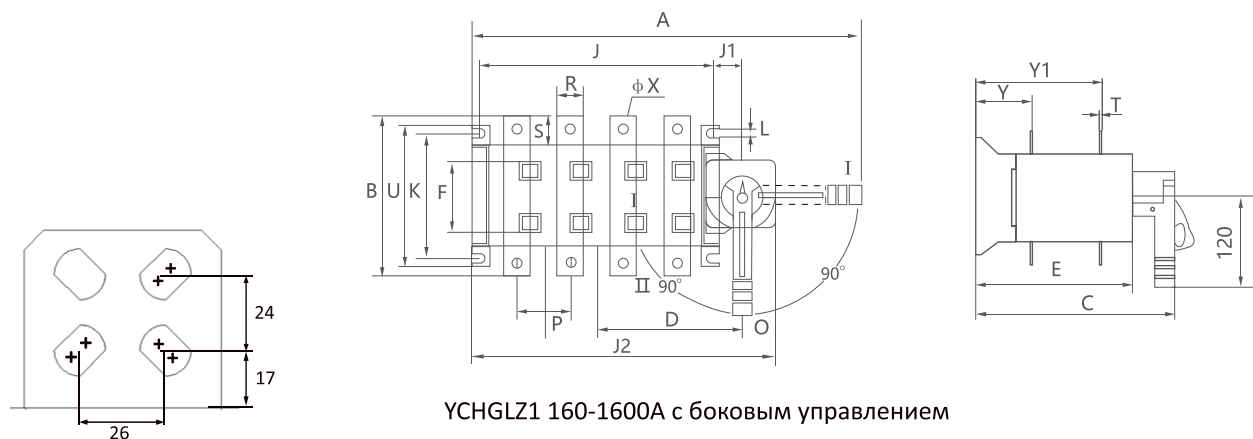 A
J
J1
R
ϕX
S
L
B
U
K
F
I
I
II
90°
90°
P
D
O
J2
Y1
Y
T
120
E
C
24
17
26
YCHGLZ1 160-1600A с боковым управлением